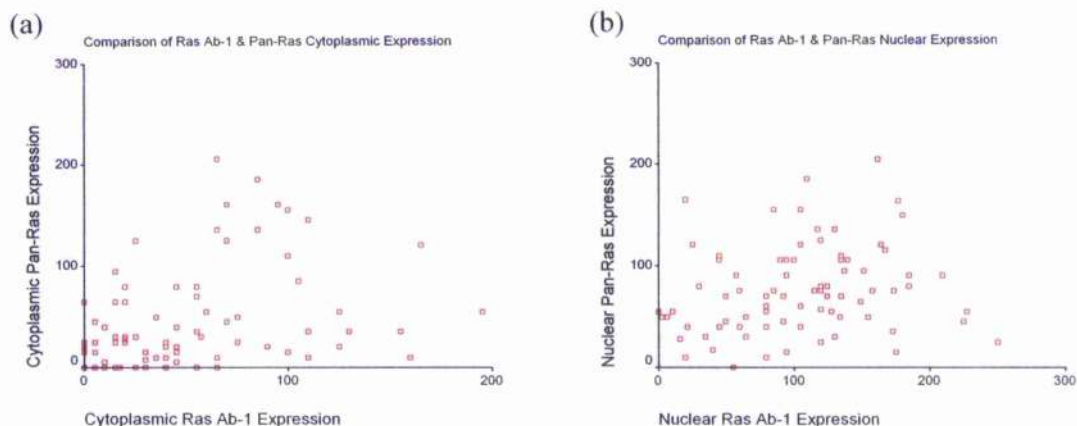 (a)
Comparison of Ras Ab-1 & Pan-Ras Cytoplasmic Expression
300
200
100
0
Cytoplasmic Pan-Ras Expression
0 100 200
Cytoplasmic Ras Ab-1 Expression
(b)
Comparison of Ras Ab-1 & Pan-Ras Nuclear Expression
300
200
100
0
Nuclear Pan-Ras Expression
0 100 200 300
Nuclear Ras Ab-1 Expression